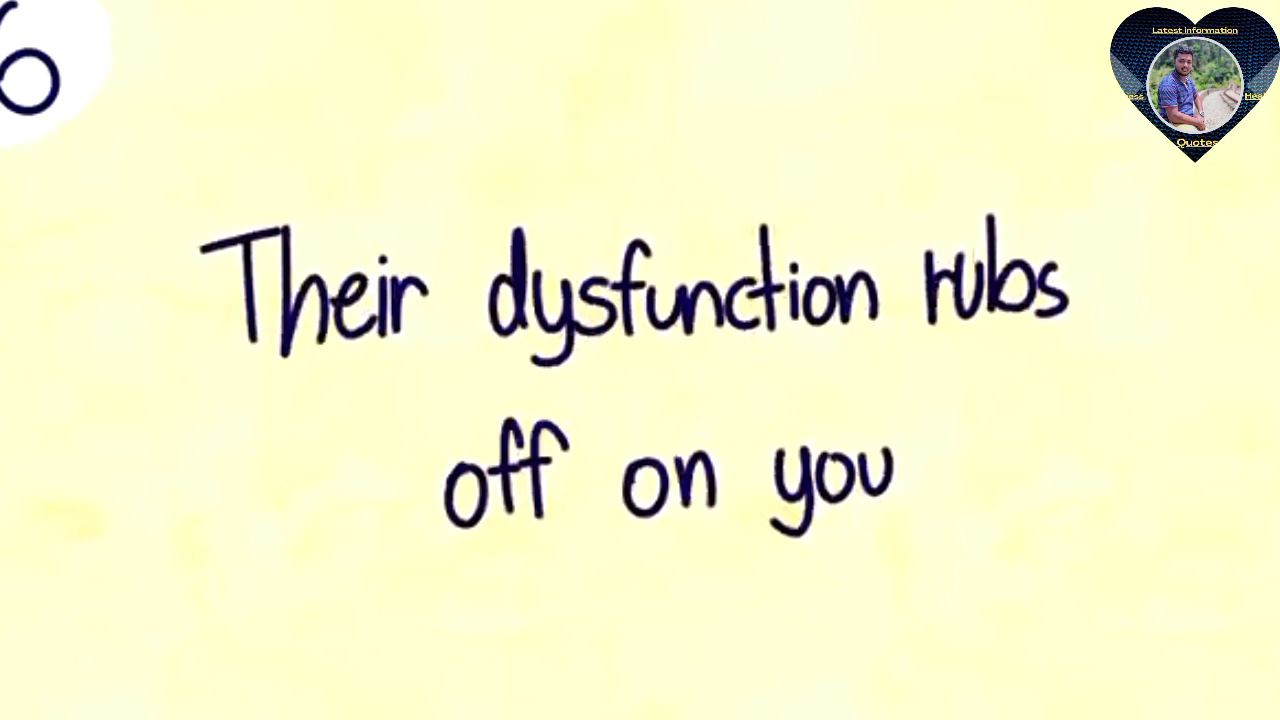 6
Latest information
Quotes
Their dysfunction rubs
off on you